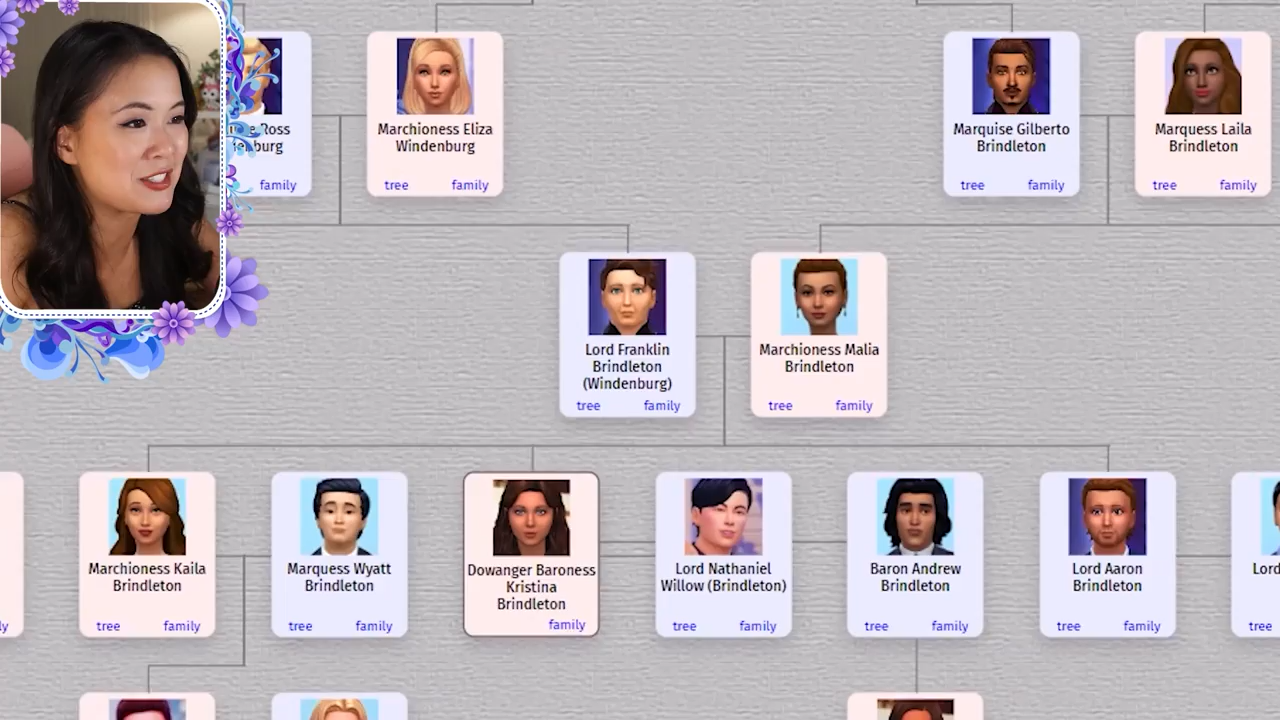 Ross
Marchioness Eliza
Windenburg
Marquise Gilberto
Brindleton
Marquess Laila
Brindleton
family
tree family
tree family
tree family
Lord Franklin
Brindleton
(Windenburg)
tree family
Marchioness Malia
Brindleton
tree family
Marchioness Kaila
Brindleton
tree family
Marquess Wyatt
Brindleton
tree family
Dowanger Baroness
Kristina
Brindleton
family
Lord Nathaniel
Willow (Brindleton)
tree family
Baron Andrew
Brindleton
tree family
Lord Aaron
Brindleton
tree family
tree